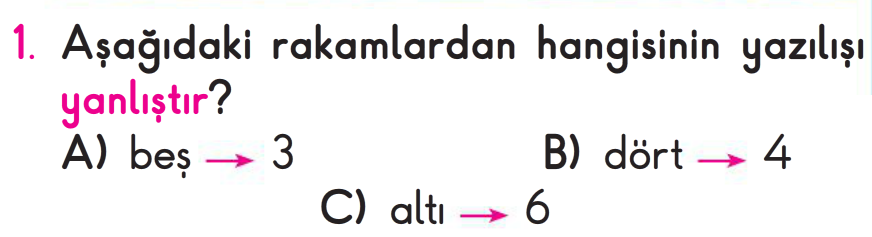 1. Aşağıdaki rakamlardan hangisinin yazılışı
yanlıştır?
A) beş → 3 B) dört → 4
C) altı → 6